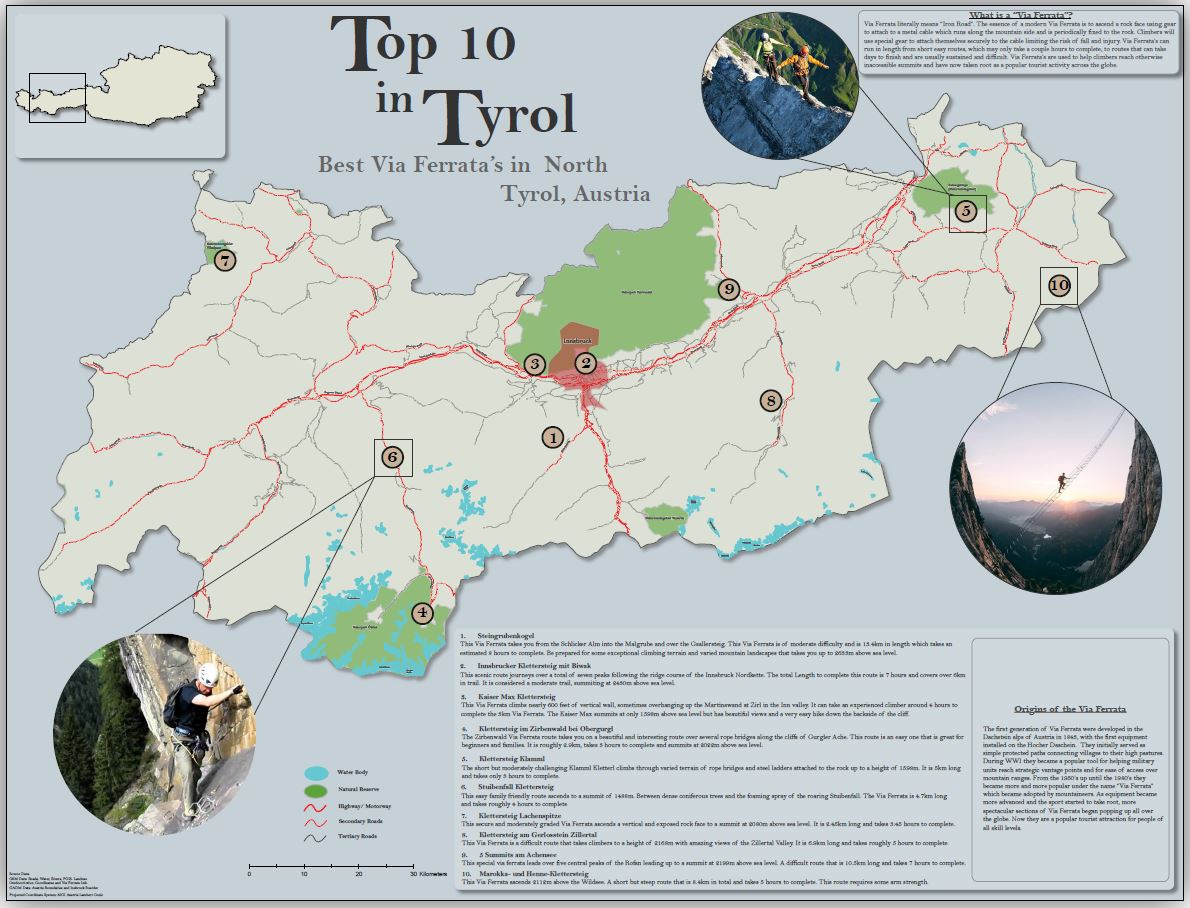 Top 10
in Tyrol
Best Via Ferrata's in North
Tyrol, Austria
What is a "Via Ferrata"?
Via Ferrata literally means "Iron Road". The essence of a modern Via Ferrata is to ascend a rock face using gear
to attach to a metal cable which runs along the mountain side and is periodically fixed to the rock. Climbers will
use special gear to attach themselves securely to the cable limiting the risk of fall and injury. Via Ferrata's can
run in length from short easy routes, which may only take a couple hours to complete, to routes that can take
days to finish and are usually sustained and difficult. Via Ferrata's are used to help climbers reach otherwise
inaccessible summits and have now taken root as a popular tourist activity across the globe.
5
7
10
9
Innsbruck
3
2
8
1
6
4
1. Steingrubenkogel
This Via Ferrata takes you from the Schlicker Alm into the Malgrube and over the Gsallersteig. This Via Ferrata is of moderate difficulty and is 13.4km in length which takes an
estimated 8 hours to complete. Be prepared for some exceptional climbing terrain and varied mountain landscapes that takes you up to 2633m above sea level.
2. Innsbrucker Klettersteig mit Biwak
This scenic route journeys over a total of seven peaks following the ridge course of the Innsbruck Nordkette. The total Length to complete this route is 7 hours and covers over 6km
in trail. It is considered a moderate trail, summiting at 2450m above sea level.
3. Kaiser Max Klettersteig
This Via Ferrata climbs nearly 600 feet of vertical wall, sometimes overhanging up the Martinswand at Zirl in the Inn valley. It can take an experienced climber around 4 hours to
complete the 3km Via Ferrata. The Kaiser Max summits at only 1598m above sea level but has beautiful views and a very easy hike down the backside of the cliff.
4. Klettersteig im Zirbenwald bei Obergurgl
The Zirbenwald Via Ferrata route takes you on a beautiful and interesting route over several rope bridges along the cliffs of Gurgler Ache. This route is an easy one that is great for
beginners and families. It is roughly 2.9km, takes 3 hours to complete and summits at 2022m above sea level.
5. Klettersteig Klamml
The short but moderately challenging Klamml Kletterl climbs through varied terrain of rope bridges and steel ladders attached to the rock up to a height of 1598m. It is 5km long
and takes only 3 hours to complete.
6. Stuibenfall Klettersteig
This easy family friendly route ascends to a summit of 1488m. Between dense coniferous trees and the foaming spray of the roaring Stuibenfall. The Via Ferrata is 4.7km long
and takes roughly 4 hours to complete
7. Klettersteig Lachenspitze
This secure and moderately graded Via Ferrata ascends a vertical and exposed rock face to a summit at 2080m above sea level. It is 2.45km long and takes 3:45 hours to complete.
8. Klettersteig am Gerlosstein Zillertal
This Via Ferrata is a difficult route that takes climbers to a height of 2168m with amazing views of the Zillertal Valley. It is 6.9km long and takes roughly 5 hours to complete.
9. 5 Summits am Achensee
This special via ferrata leads over five central peaks of the Rofan leading up to a summit at 2199m above sea level. A difficult route that is 10.5km long and takes 7 hours to complete.
10. Marokka- und Henne-Klettersteig
This Via Ferrata ascends 2112m above the Wildsee. A short but steep route that is 8.4km in total and takes 5 hours to complete. This route requires some arm strength.
Origins of the Via Ferrata
The first generation of Via Ferrata were developed in the
Dachstein alps of Austria in 1843, with the first equipment
installed on the Hocher Daschein. They initially served as
simple protected paths connecting villages to their high pastures.
During WWI they became a popular tool for helping military
units reach strategic vantage points and for ease of access over
mountain ranges. From the 1950's up until the 1980's they
became more and more popular under the name "Via Ferrata"
which became adopted by mountaineers. As equipment became
more advanced and the sport started to take root, more
spectacular sections of Via Ferrata began popping up all over
the globe. Now they are a popular tourist attraction for people of
all skill levels.
Water Body
Natural Reserve
Highway/ Motorway
Secondary Roads
Tertiary Roads
0 5 10 20 30 Kilometers